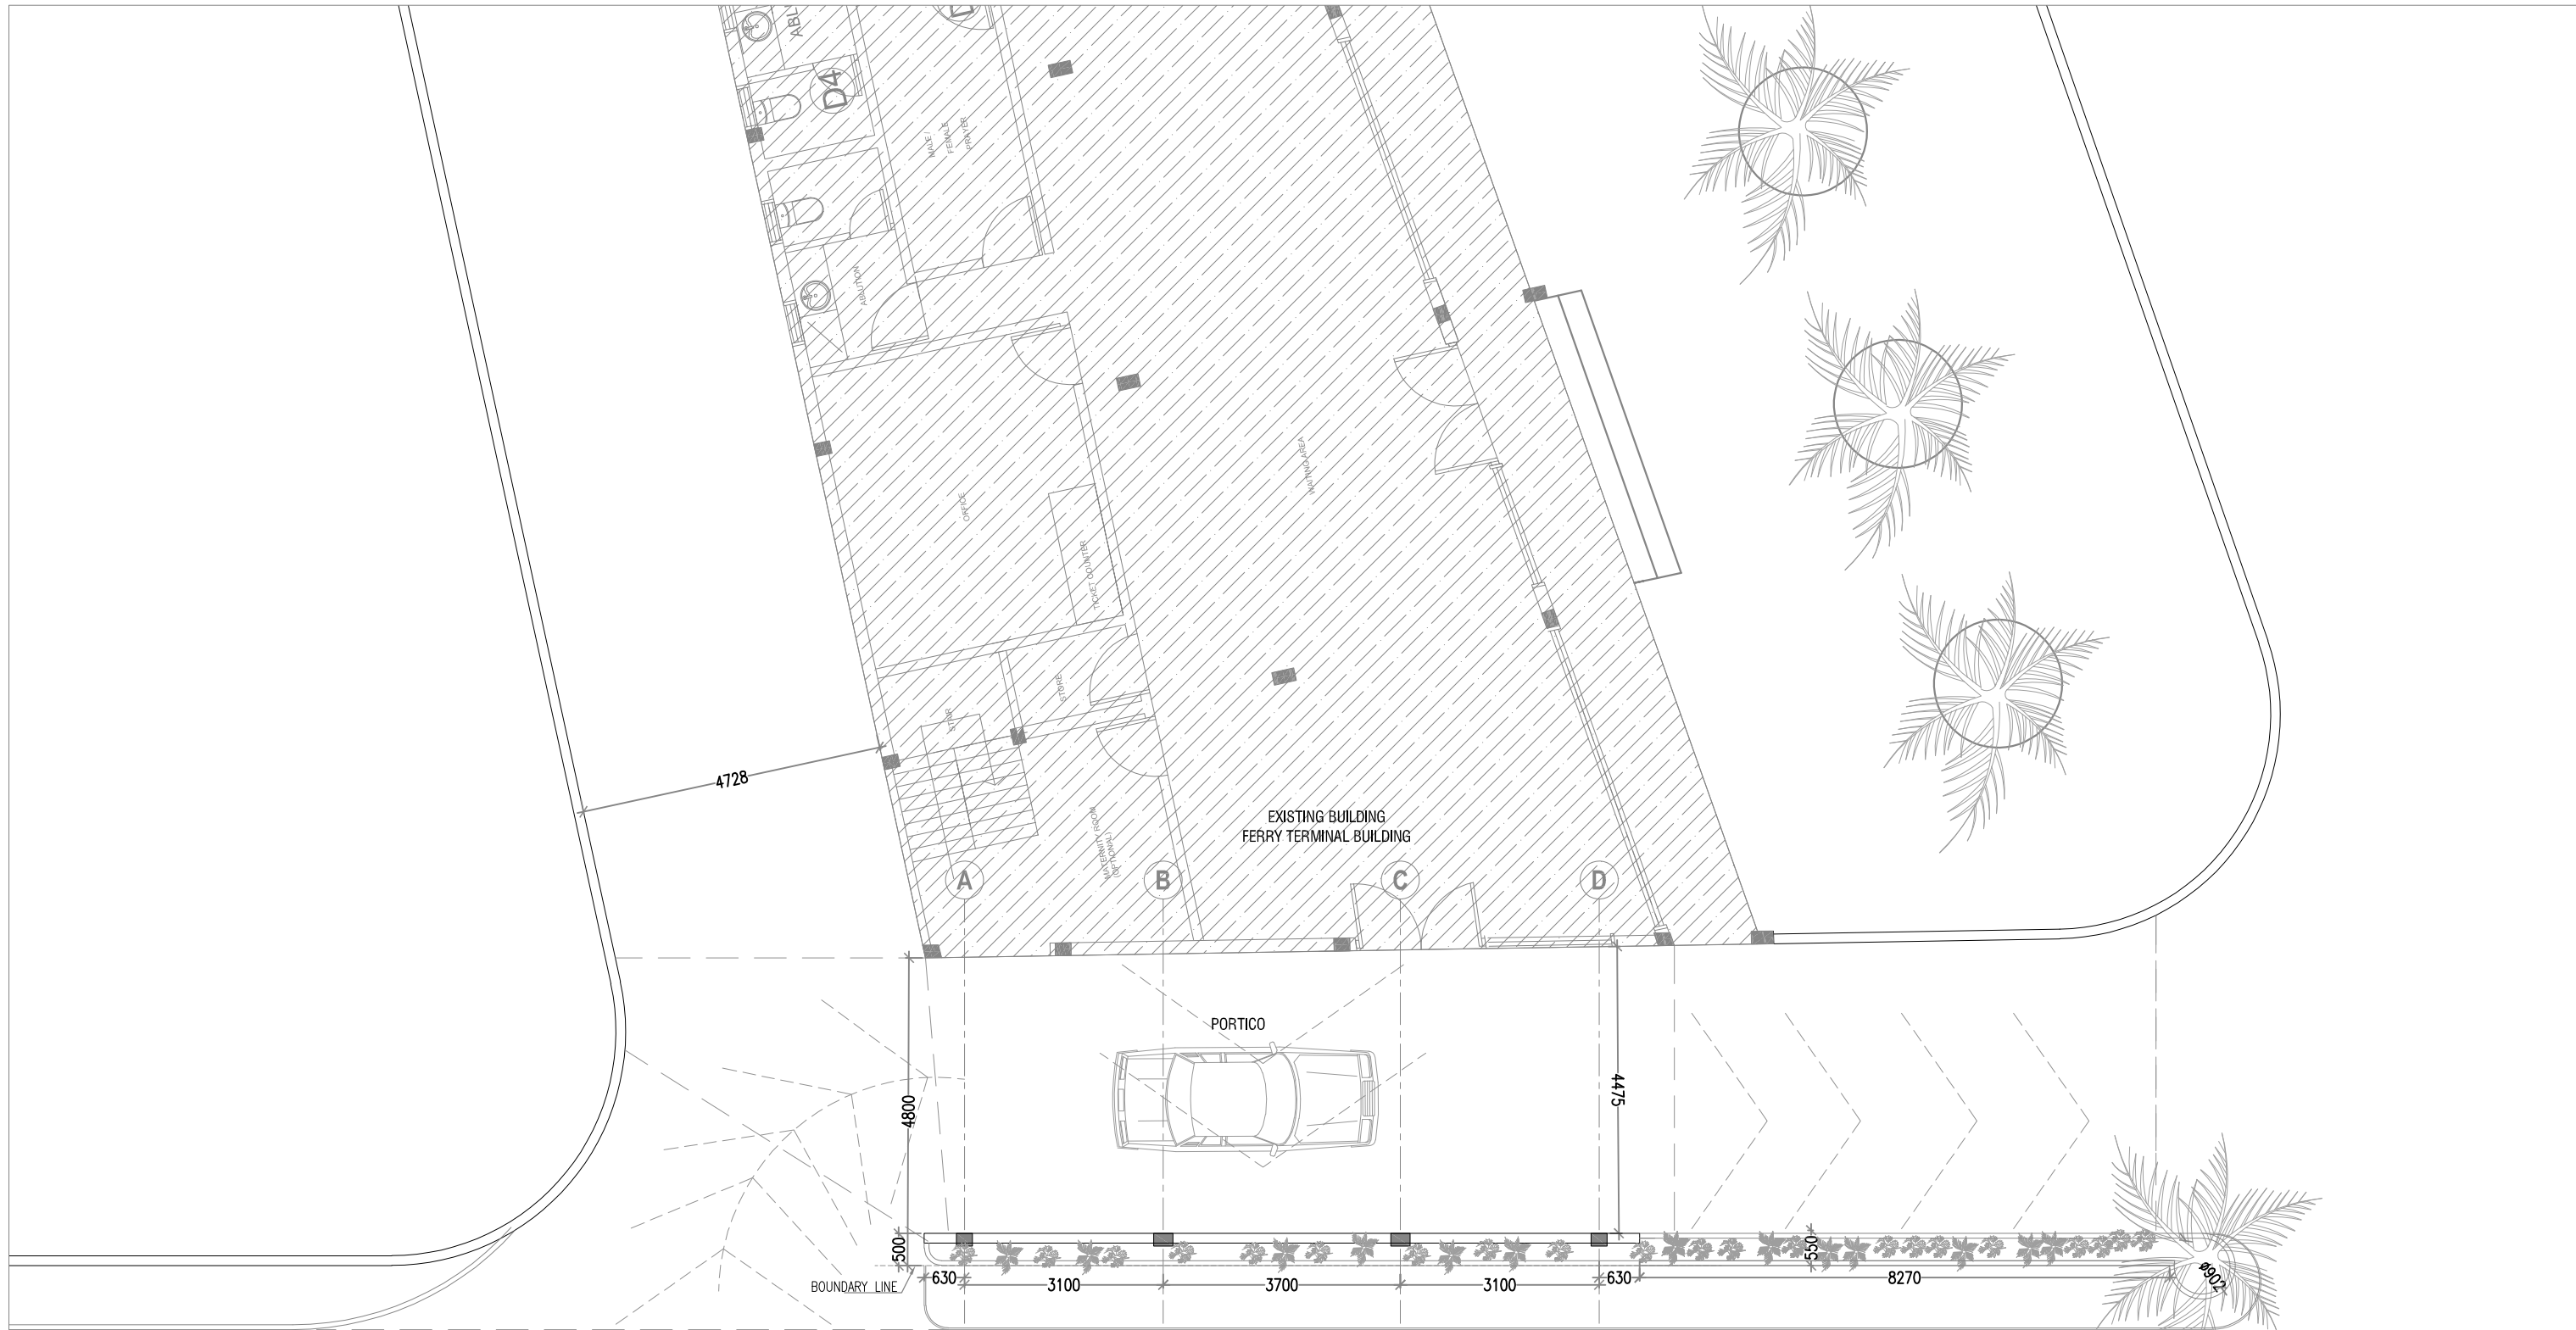 ABL
D4
MALE /
FEMALE
PRAYER
ABLUTION
OFFICE
TICKET COUNTER
WAITING AREA
STORE
STAIR
MATERNITY ROOM
(OPTIONAL)
4728
EXISTING BUILDING
FERRY TERMINAL BUILDING
A
B
C
D
PORTICO
4800
4475
500
550
BOUNDARY LINE
630
3100
3700
3100
630
8270
ø902